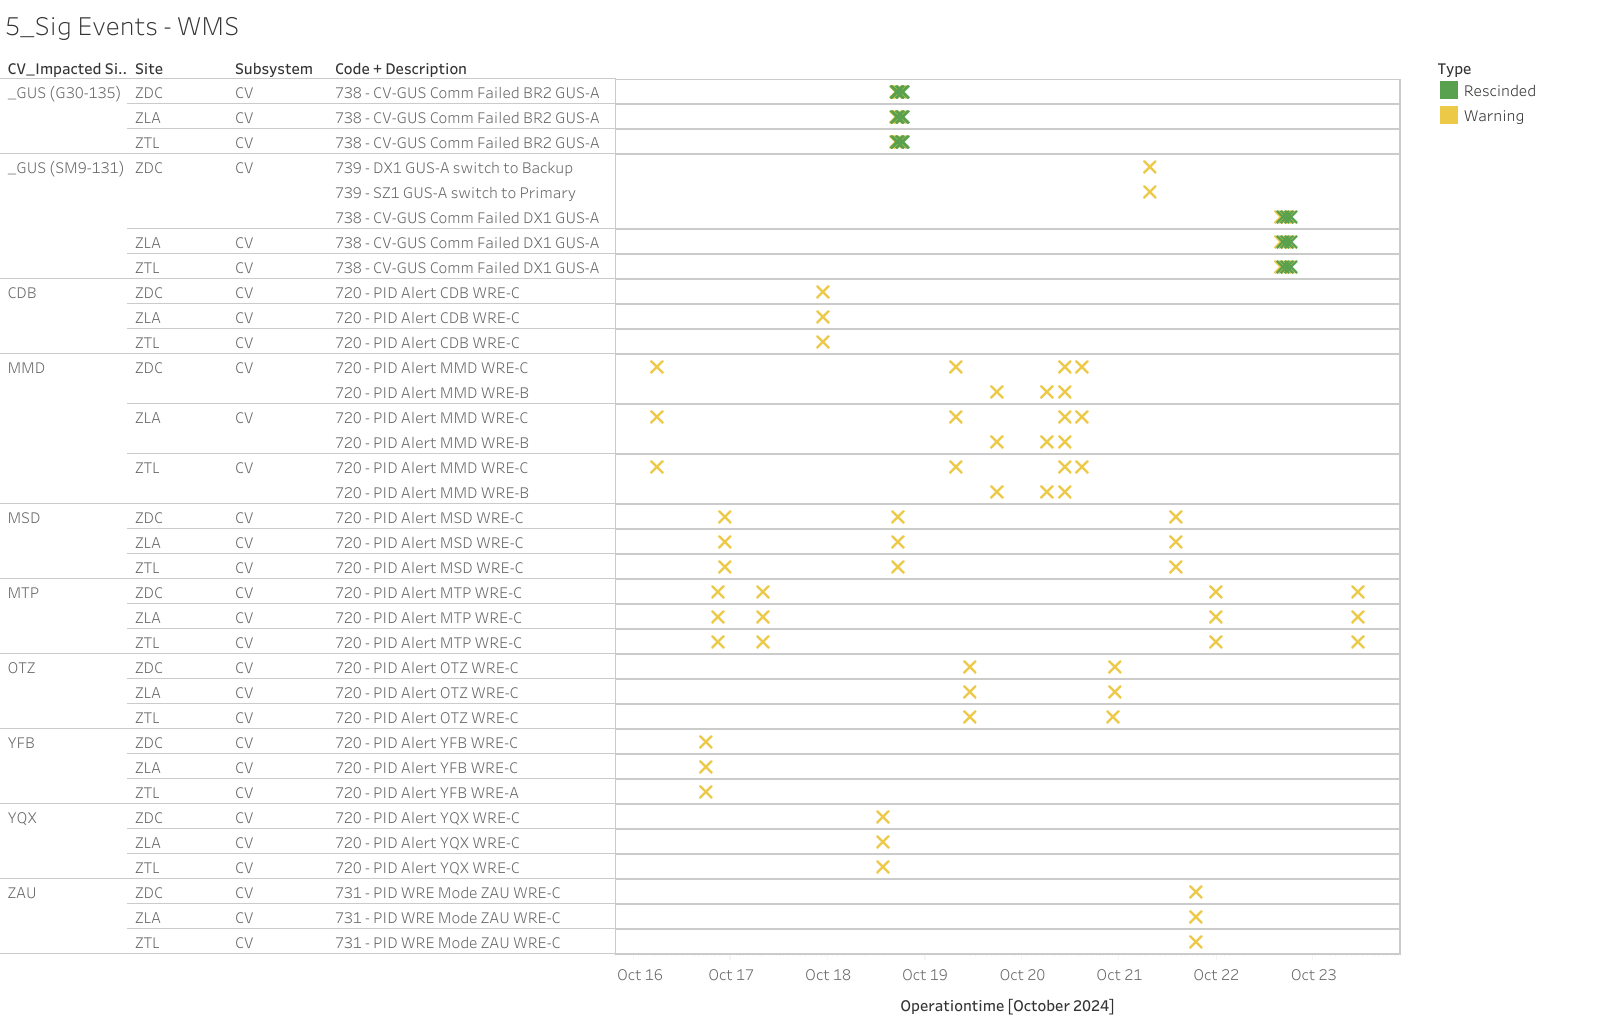 5_Sig Events - WMS
CV_Impacted Si.. Site Subsystem Code + Description
Type
Rescinded
Warning
_GUS (G30-135) ZDC CV 738 - CV-GUS Comm Failed BR2 GUS-A
ZLA CV 738 - CV-GUS Comm Failed BR2 GUS-A
ZTL CV 738 - CV-GUS Comm Failed BR2 GUS-A
_GUS (SM9-131) ZDC CV 739 - DX1 GUS-A switch to Backup
739 - SZ1 GUS-A switch to Primary
738 - CV-GUS Comm Failed DX1 GUS-A
ZLA CV 738 - CV-GUS Comm Failed DX1 GUS-A
ZTL CV 738 - CV-GUS Comm Failed DX1 GUS-A
CDB ZDC CV 720 - PID Alert CDB WRE-C
ZLA CV 720 - PID Alert CDB WRE-C
ZTL CV 720 - PID Alert CDB WRE-C
MMD ZDC CV 720 - PID Alert MMD WRE-C
720 - PID Alert MMD WRE-B
ZLA CV 720 - PID Alert MMD WRE-C
720 - PID Alert MMD WRE-B
ZTL CV 720 - PID Alert MMD WRE-C
720 - PID Alert MMD WRE-B
MSD ZDC CV 720 - PID Alert MSD WRE-C
ZLA CV 720 - PID Alert MSD WRE-C
ZTL CV 720 - PID Alert MSD WRE-C
MTP ZDC CV 720 - PID Alert MTP WRE-C
ZLA CV 720 - PID Alert MTP WRE-C
ZTL CV 720 - PID Alert MTP WRE-C
OTZ ZDC CV 720 - PID Alert OTZ WRE-C
ZLA CV 720 - PID Alert OTZ WRE-C
ZTL CV 720 - PID Alert OTZ WRE-C
YFB ZDC CV 720 - PID Alert YFB WRE-C
ZLA CV 720 - PID Alert YFB WRE-C
ZTL CV 720 - PID Alert YFB WRE-A
YQX ZDC CV 720 - PID Alert YQX WRE-C
ZLA CV 720 - PID Alert YQX WRE-C
ZTL CV 720 - PID Alert YQX WRE-C
ZAU ZDC CV 731 - PID WRE Mode ZAU WRE-C
ZLA CV 731 - PID WRE Mode ZAU WRE-C
ZTL CV 731 - PID WRE Mode ZAU WRE-C
Oct 16 Oct 17 Oct 18 Oct 19 Oct 20 Oct 21 Oct 22 Oct 23
Operationtime [October 2024]